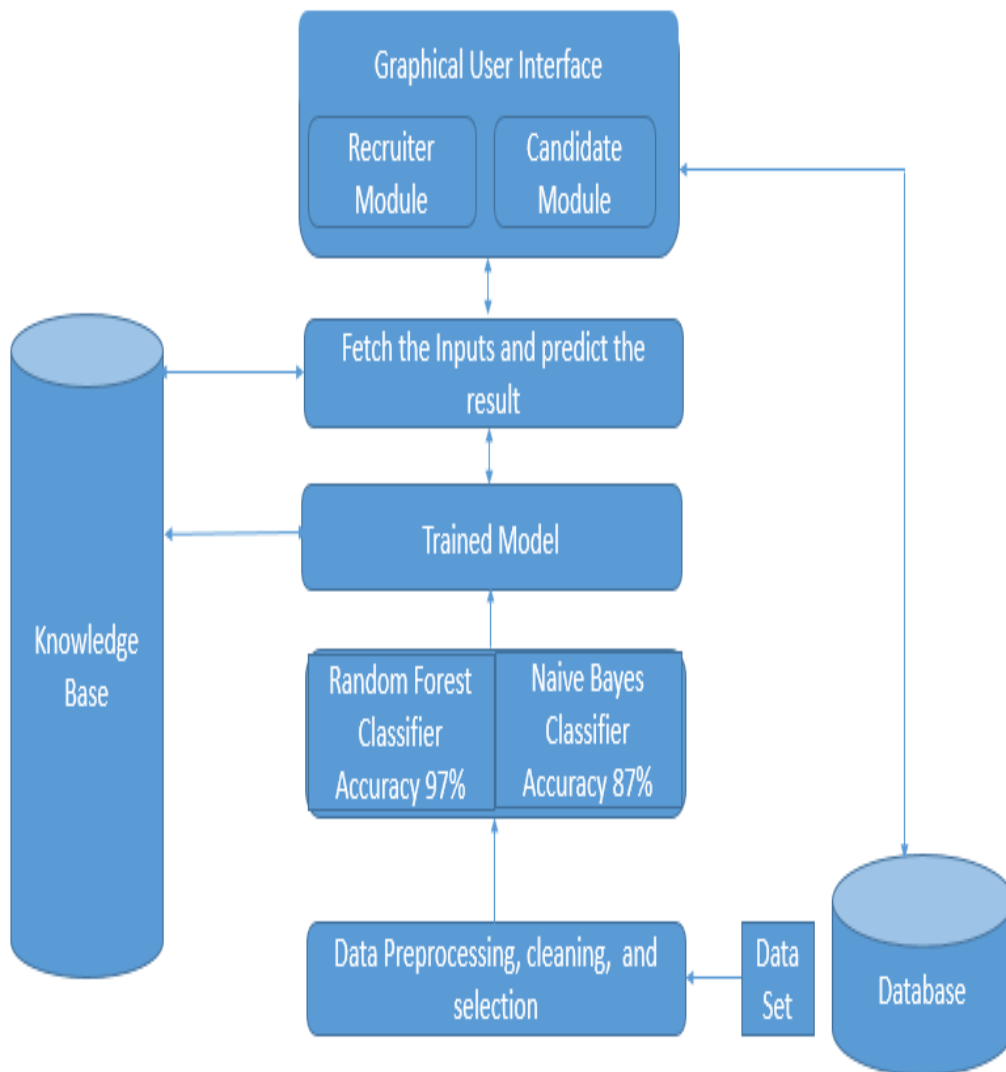 Graphical User Interface
Recruiter
Module
Candidate
Module
Fetch the Inputs and predict the
result
Trained Model
Knowledge
Base
Random Forest
Classifier
Accuracy 97%
Naive Bayes
Classifier
Accuracy 87%
Data Preprocessing, cleaning, and
selection
Data
Set
Database